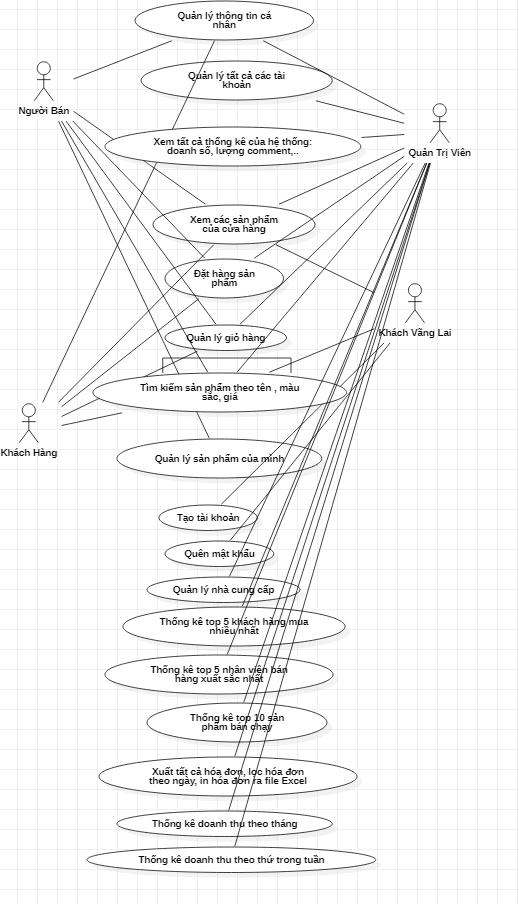 Quản lý thông tin cá
nhân
Quản lý tất cả các tài
khoản
Người Bán
Xem tất cả thống kê của hệ thống:
doanh số, lượng comment,..
Quản Trị Viên
Xem các sản phẩm
của cửa hàng
Đặt hàng sản
phẩm
Quản lý giỏ hàng
Khách Vãng Lai
Tìm kiếm sản phẩm theo tên , màu
sắc, giá
Khách Hàng
Quản lý sản phẩm của mình
Tạo tài khoản
Quên mật khẩu
Quản lý nhà cung cấp
Thống kê top 5 khách hàng mua
nhiều nhất
Thống kê top 5 nhân viên bán
hàng xuất sắc nhất
Thống kê top 10 sản
phẩm bán chạy
Xuất tất cả hóa đơn, lọc hóa đơn
theo ngày, in hóa đơn ra file Excel
Thống kê doanh thu theo tháng
Thống kê doanh thu theo thứ trong tuần